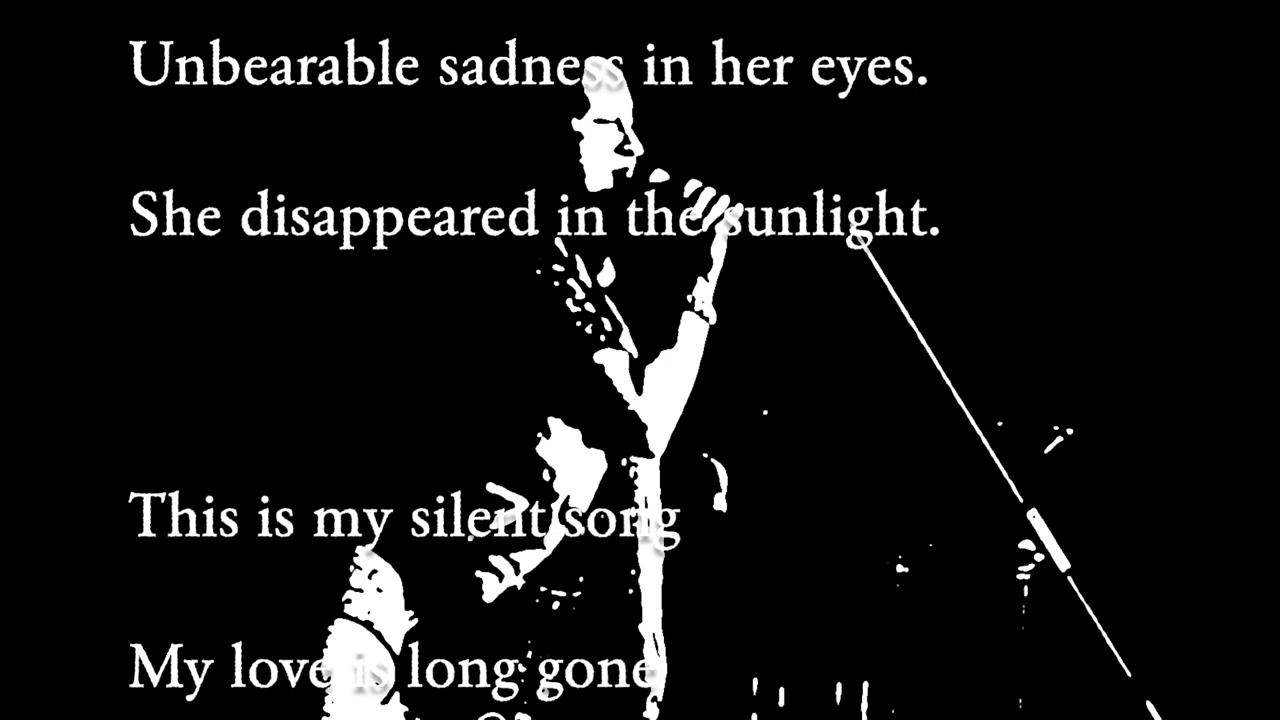 Unbearable sadness in her eyes.
She disappeared in the sunlight.
This is my silent song
My love is long gone